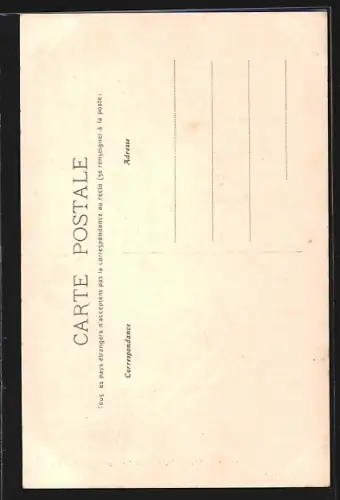 CARTE POSTALE
Tous les pays étrangers n'acceptent pas la correspondance au recto (se renseigner à la poste)
Correspondance
Adresse